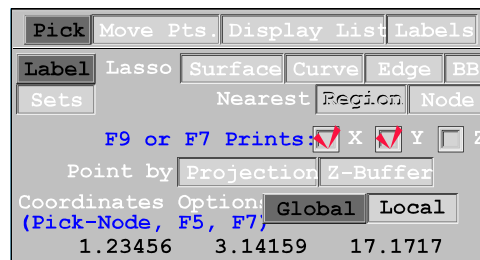 Pick Move Pts. Display List Labels
Label Lasso Surface Curve Edge BB
Sets Nearest Region Node
F9 or F7 Prints: X Y Z
Point by Projection Z-Buffer
Coordinates Options Global Local
(Pick-Node, F5, F7)
1.23456 3.14159 17.1717